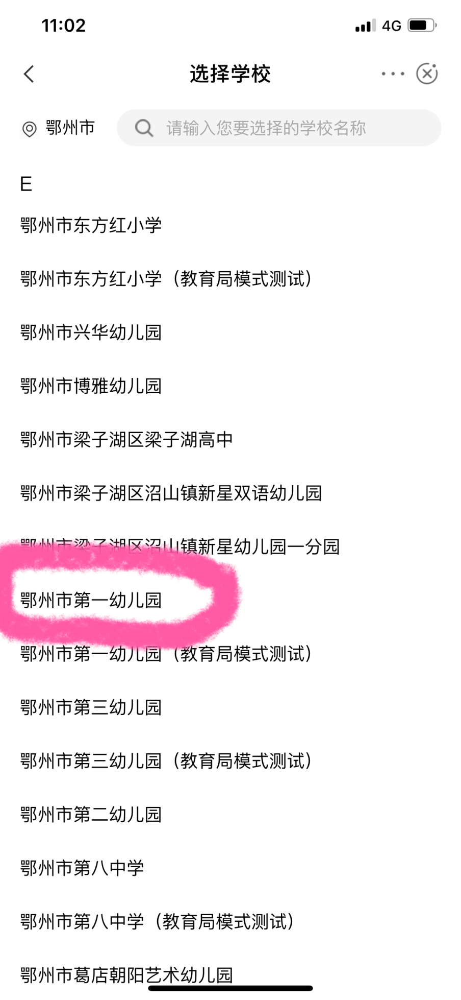 11:02
4G
选择学校
鄂州市
请输入您要选择的学校名称
E
鄂州市东方红小学
鄂州市东方红小学（教育局模式测试）
鄂州市兴华幼儿园
鄂州市博雅幼儿园
鄂州市梁子湖区梁子湖高中
鄂州市梁子湖区沼山镇新星双语幼儿园
鄂州市梁子湖区沼山镇新星幼儿园一分园
鄂州市第一幼儿园
鄂州市第一幼儿园（教育局模式测试）
鄂州市第三幼儿园
鄂州市第三幼儿园（教育局模式测试）
鄂州市第二幼儿园
鄂州市第八中学
鄂州市第八中学（教育局模式测试）
鄂州市葛店朝阳艺术幼儿园